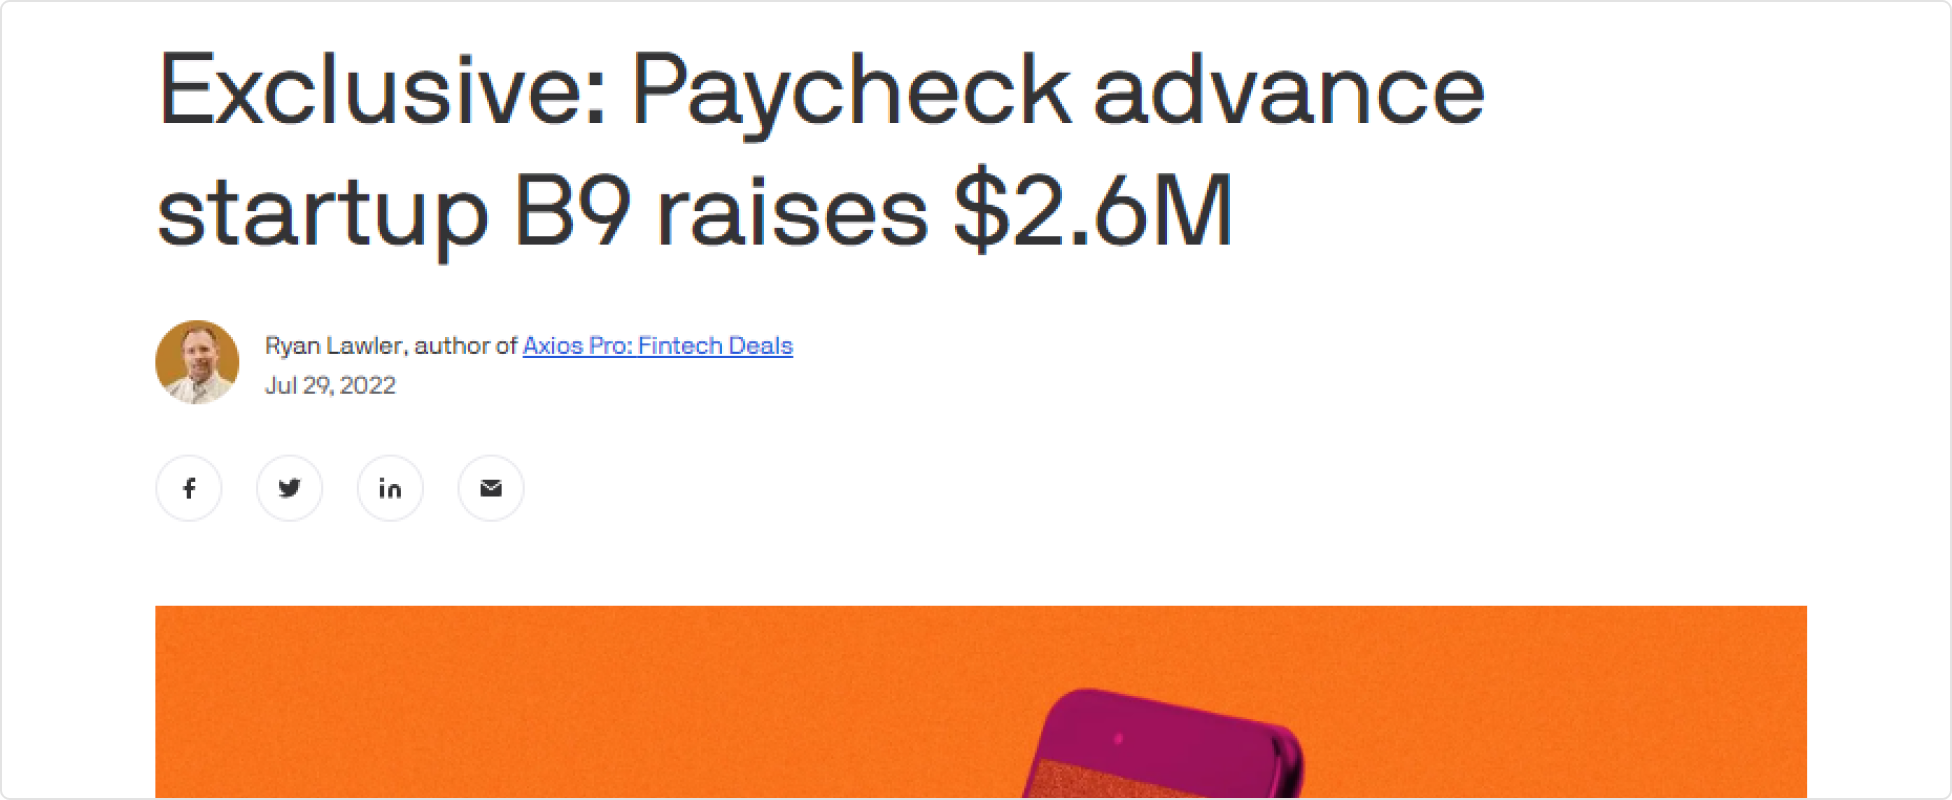 Exclusive: Paycheck advance
startup B9 raises $2.6M
Ryan Lawler, author of Axios Pro: Fintech Deals
Jul 29, 2022